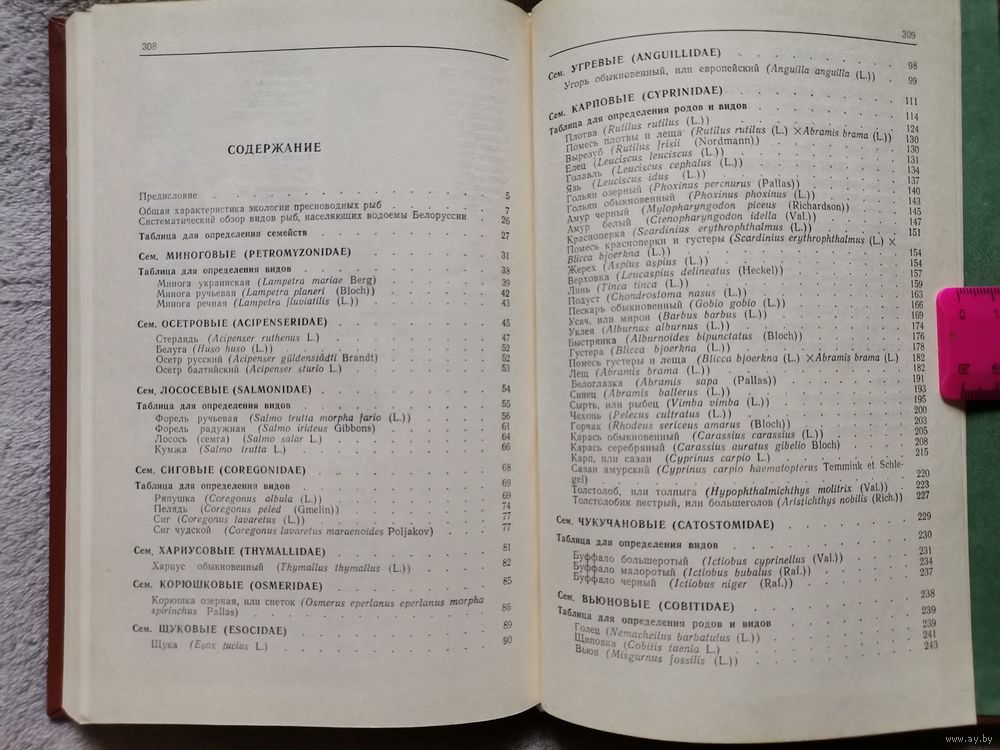 308
СОДЕРЖАНИЕ
Предисловие 5
Общая характеристика экологии пресноводных рыб 7
Систематический обзор видов рыб, населяющих водоемы Белоруссии 26
Таблица для определения семейств 27
Сем. МИНОГОВЫЕ (PETROMYZONIDAE) 31
Таблица для определения видов 38
Минога украинская (Lampetra mariae Berg) 39
Минога ручьевая (Lampetra planeri (Bloch)) 42
Минога речная (Lampetra fluviatilis (L.)) 43
Сем. ОСЕТРОВЫЕ (ACIPENSERIDAE) 45
Стерлядь (Acipenser ruthenus L.) 47
Белуга (Huso huso (L.)) 52
Осетр русский (Acipenser güldenstädti Brandt) 52
Осетр балтийский (Acipenser sturio L.) 53
Сем. ЛОСОСЕВЫЕ (SALMONIDAE) 54
Таблица для определения видов 55
Форель ручьевая (Salmo trutta morpha fario (L.)) 56
Форель радужная (Salmo irideus Gibbons) 61
Лосось (семга) (Salmo salar L.) 64
Кумжа (Salmo trutta L.) 66
Сем. СИГОВЫЕ (COREGONIDAE) 68
Таблица для определения видов 69
Ряпушка (Coregonus albula (L.)) 69
Пелядь (Coregonus peled (Gmelin)) 74
Сиг (Coregonus lavaretus (L.)) 77
Сиг чудской (Coregonus lavaretus maraenoides Poljakov) 77
Сем. ХАРИУСОВЫЕ (THYMALLIDAE) 81
Хариус обыкновенный (Thymallus thymallus (L.)) 82
Сем. КОРЮШКОВЫЕ (OSMERIDAE) 85
Корюшка озерная, или снеток (Osmerus eperlanus eperlanus morpha
spirinchus Pallas) 86
Сем. ЩУКОВЫЕ (ESOCIDAE) 89
Щука (Esox lucius L.) 90
309
Сем. УГРЕВЫЕ (ANGUILLIDAE) 98
Угорь обыкновенный, или европейский (Anguilla anguilla (L.)) 99
Сем. КАРПОВЫЕ (CYPRINIDAE) 111
Таблица для определения родов и видов 114
Плотва (Rutilus rutilus (L.)) 124
Помесь плотвы и леща (Rutilus rutilus (L.) ×Abramis brama (L.)) 130
Вырезуб (Rutilus frisii (Nordmann)) 130
Елец (Leuciscus leuciscus (L.)) 131
Голавль (Leuciscus cephalus (L.)) 134
Язь (Leuciscus idus (L.)) 137
Гольян озерный (Phoxinus percnurus (Pallas)) 140
Гольян обыкновенный (Phoxinus phoxinus (L.) 143
Амур черный (Mylopharyngodon piceus (Richardson)) 145
Амур белый (Ctenopharyngodon idella (Val.)) 147
Красноперка (Scardinius erythrophthalmus (L.)) 151
Помесь красноперки и густеры (Scardinius erythrophthalmus (L.) ×
Blicca bjoerkna (L.)) 154
Жерех (Aspius aspius (L.)) 154
Верховка (Leucaspius delineatus (Heckel)) 157
Линь (Tinca tinca (L.)) 159
Подуст (Chondrostoma nasus (L.)) 163
Пескарь обыкновенный (Gobio gobio (L.)) 166
Усач, или мирон (Barbus barbus (L.)) 169
Уклея (Alburnus alburnus (L.)) 174
Быстрянка (Alburnoides bipunctatus (Bloch)) 176
Густера (Blicca bjoerkna (L.)) 178
Помесь густеры и леща (Blicca bjoerkna (L.) ×Abramis brama (L.) 182
Лещ (Abramis brama (L.)) 182
Белоглазка (Abramis sapa (Pallas)) 191
Синец (Abramis ballerus (L.)) 193
Сырть, или рыбец (Vimba vimba (L.)) 195
Чехонь (Pelecus cultratus (L.)) 200
Горчак (Rhodeus sericeus amarus (Bloch)) 203
Карась обыкновенный (Carassius carassius (L.)) 205
Карась серебряный (Carassius auratus gibelio Bloch) 208
Карп, или сазан (Cyprinus carpio L.) 215
Сазан амурский (Cyprinus carpio haematopterus Temmink et Schle-
gel) 220
Толстолоб, или толпыга (Hypophthalmichthys molitrix (Val.)) 223
Толстолобик пестрый, или большеголов (Aristichthys nobilis (Rich.)) 227
Сем. ЧУКУЧАНОВЫЕ (CATOSTOMIDAE) 229
Таблица для определения видов 230
Буффало большеротый (Ictiobus cyprinellus (Val.)) 231
Буффало малоротый (Ictiobus bubalus (Raf.)) 234
Буффало черный (Ictiobus niger (Raf.)) 237
Сем. ВЬЮНОВЫЕ (COBITIDAE) 238
Таблица для определения родов и видов 239
Голец (Nemacheilus barbatulus (L.)) 239
Щиповка (Cobitis taenia L.) 241
Вьюн (Misgurnus fossilis (L.)) 243
0 1
www.ay.by